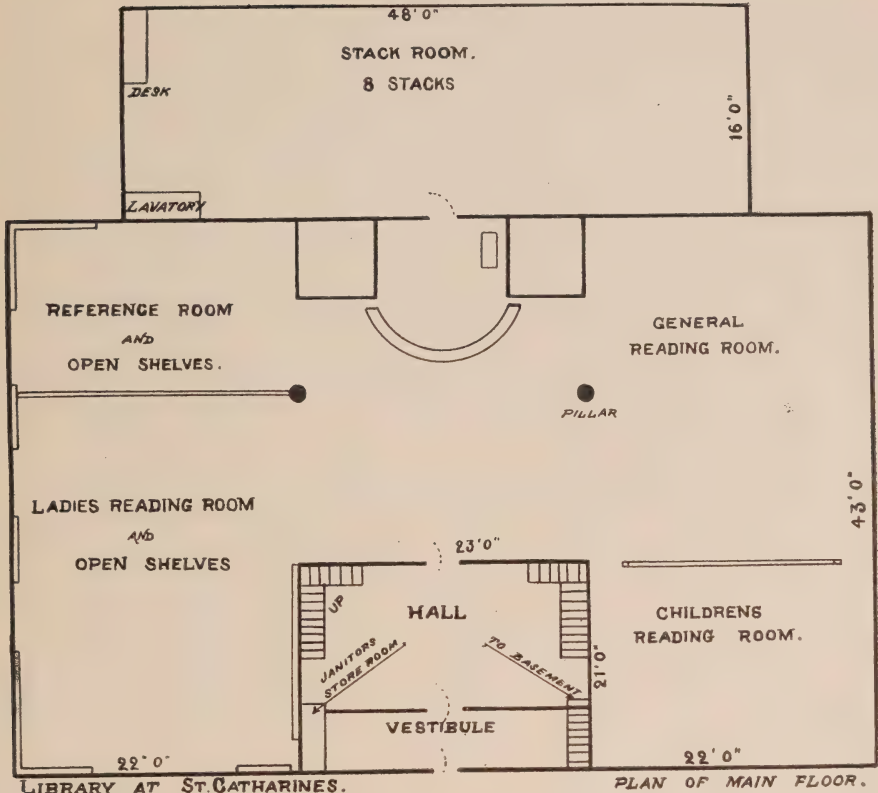 48'0"
STACK ROOM.
8 STACKS
DESK
16'0"
LAVATORY
REFERENCE ROOM
AND
OPEN SHELVES.
GENERAL
READING ROOM.
PILLAR
LADIES READING ROOM
AND
OPEN SHELVES
43'0"
23'0"
UP
HALL
JANITORS
STORE ROOM
TO BASEMENT
CHILDRENS
READING ROOM.
21'0"
VESTIBULE
22'0"
22'0"
LIBRARY AT ST. CATHARINES.
PLAN OF MAIN FLOOR.